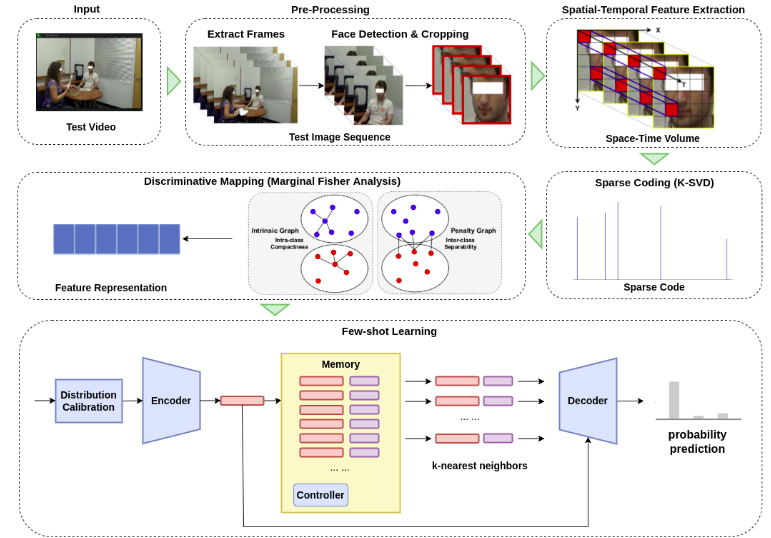 Input
Pre-Processing
Spatial-Temporal Feature Extraction
Extract Frames
Face Detection & Cropping
X
T
Y
Test Video
Test Image Sequence
Space-Time Volume
Discriminative Mapping (Marginal Fisher Analysis)
Sparse Coding (K-SVD)
Intrinsic Graph
Intra-class
Compactness
Penalty Graph
Inter-class
Separability
Feature Representation
Sparse Code
Few-shot Learning
Distribution
Calibration
Encoder
Memory
... ...
Controller
... ...
k-nearest neighbors
Decoder
probability
prediction